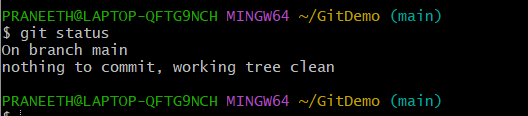 PRANEETH@LAPTOP-QFTG9NCH MINGW64 ~/GitDemo (main)
$ git status
On branch main
nothing to commit, working tree clean
PRANEETH@LAPTOP-QFTG9NCH MINGW64 ~/GitDemo (main)
$